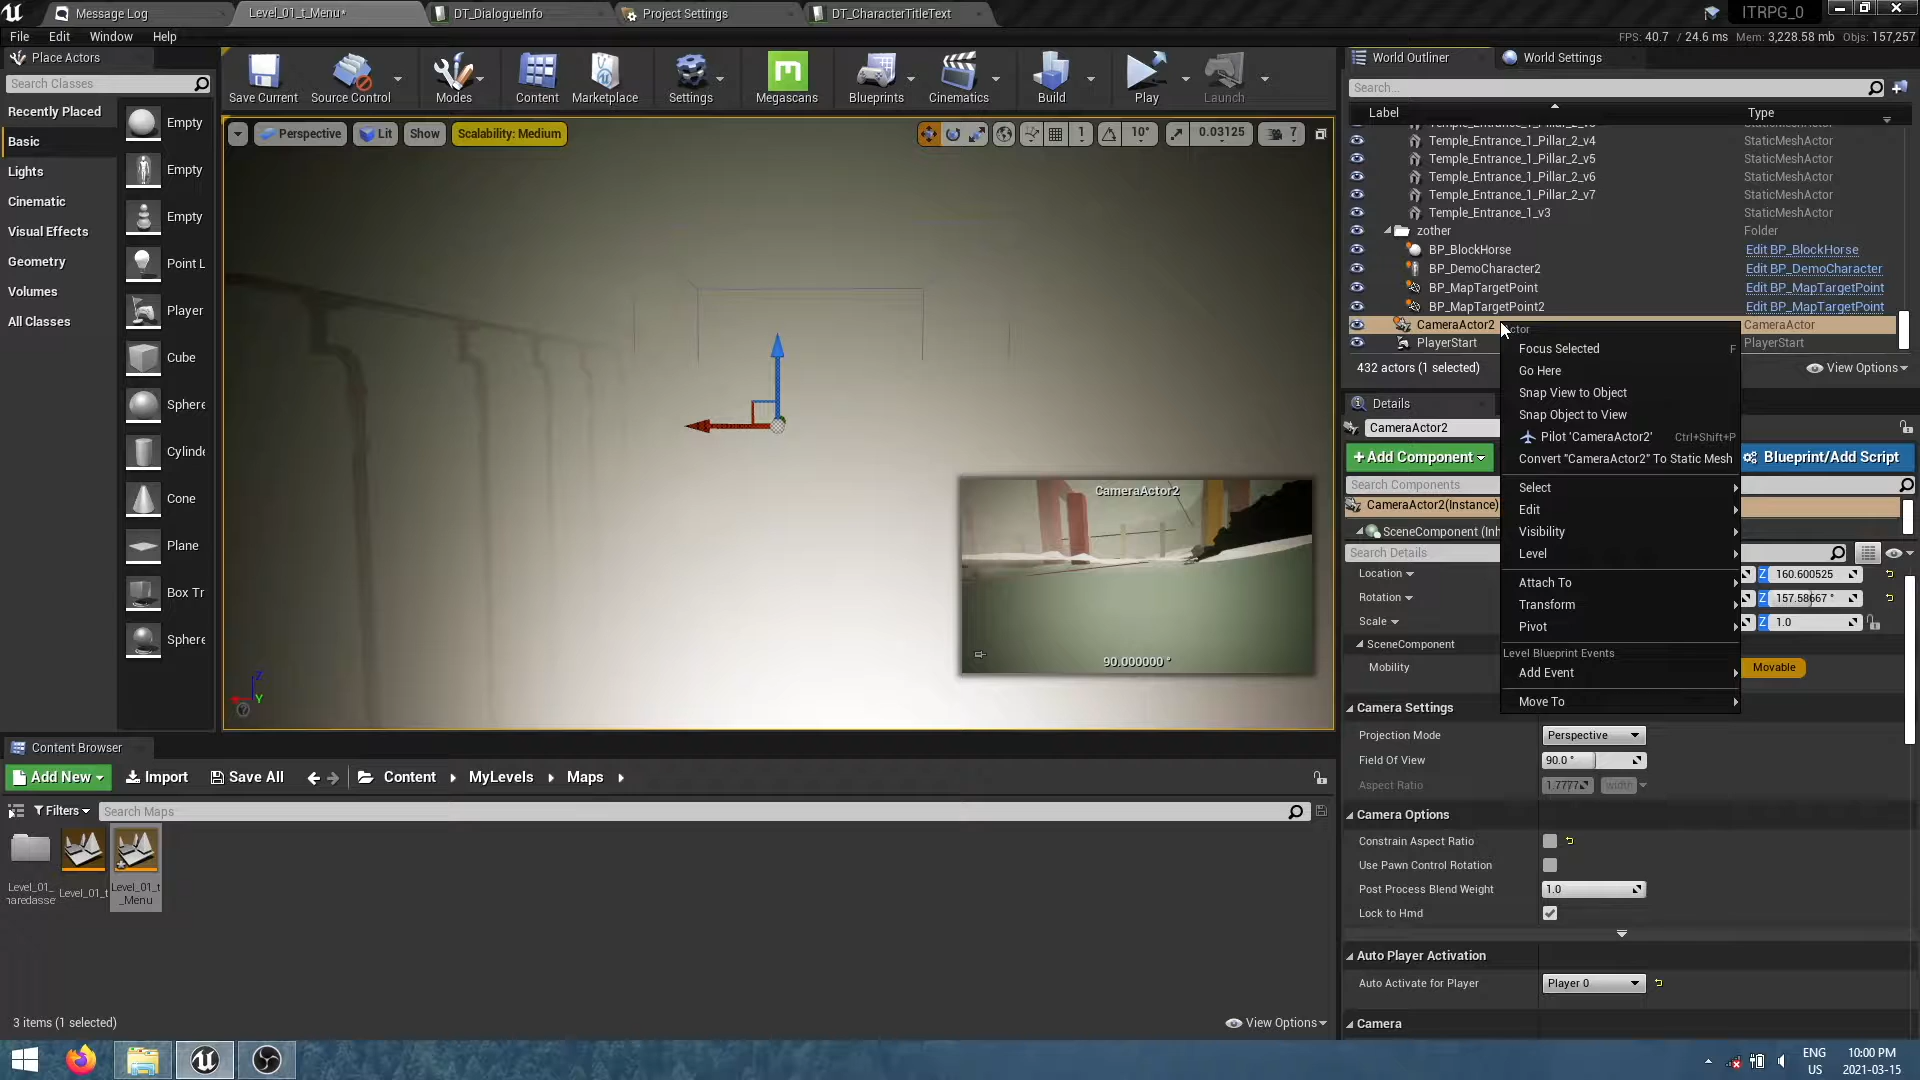 Message Log
Level_01_t_Menu*
DT_DialogueInfo
Project Settings
DT_CharacterTitleText
ITRPG_0
File
Edit
Window
Help
FPS: 40.7 / 24.6 ms Mem: 3,228.58 mb Objs: 157,257
Place Actors
Search Classes
Recently Placed
Basic
Lights
Cinematic
Visual Effects
Geometry
Volumes
All Classes
Empty
Empty
Empty
Point L
Player
Cube
Sphere
Cylinde
Cone
Plane
Box Tr
Sphere
Save Current
Source Control
Modes
Content
Marketplace
Settings
Megascans
Blueprints
Cinematics
Build
Play
Launch
Perspective
Lit
Show
Scalability: Medium
1
10°
0.03125
7
CameraActor2
90.000000 °
Z
Y
World Outliner
World Settings
Search...
Label
Type
Temple_Entrance_1_Pillar_2_v4
StaticMeshActor
Temple_Entrance_1_Pillar_2_v5
StaticMeshActor
Temple_Entrance_1_Pillar_2_v6
StaticMeshActor
Temple_Entrance_1_Pillar_2_v7
StaticMeshActor
Temple_Entrance_1_v3
StaticMeshActor
zother
Folder
BP_BlockHorse
Edit BP_BlockHorse
BP_DemoCharacter2
Edit BP_DemoCharacter
BP_MapTargetPoint
Edit BP_MapTargetPoint
BP_MapTargetPoint2
Edit BP_MapTargetPoint
CameraActor2
CameraActor
PlayerStart
PlayerStart
432 actors (1 selected)
View Options
Focus Selected
F
Go Here
Snap View to Object
Snap Object to View
Pilot 'CameraActor2'
Ctrl+Shift+P
Convert "CameraActor2" To Static Mesh
Select
Edit
Visibility
Level
Attach To
Transform
Pivot
Level Blueprint Events
Add Event
Move To
Details
CameraActor2
+Add Component
Blueprint/Add Script
Search Components
CameraActor2(Instance)
SceneComponent (Inh
Search Details
Location
Z 160.600525
Rotation
Z 157.58667 °
Scale
Z 1.0
SceneComponent
Mobility
Movable
Camera Settings
Projection Mode
Perspective
Field Of View
90.0 °
Aspect Ratio
1.7777
width
Camera Options
Constrain Aspect Ratio
Use Pawn Control Rotation
Post Process Blend Weight
1.0
Lock to Hmd
Auto Player Activation
Auto Activate for Player
Player 0
Camera
Content Browser
Add New
Import
Save All
Content
MyLevels
Maps
Filters
Search Maps
Level_01_
haredasse
Level_01_t
Level_01_t
_Menu
3 items (1 selected)
View Options
ENG
US
10:00 PM
2021-03-15